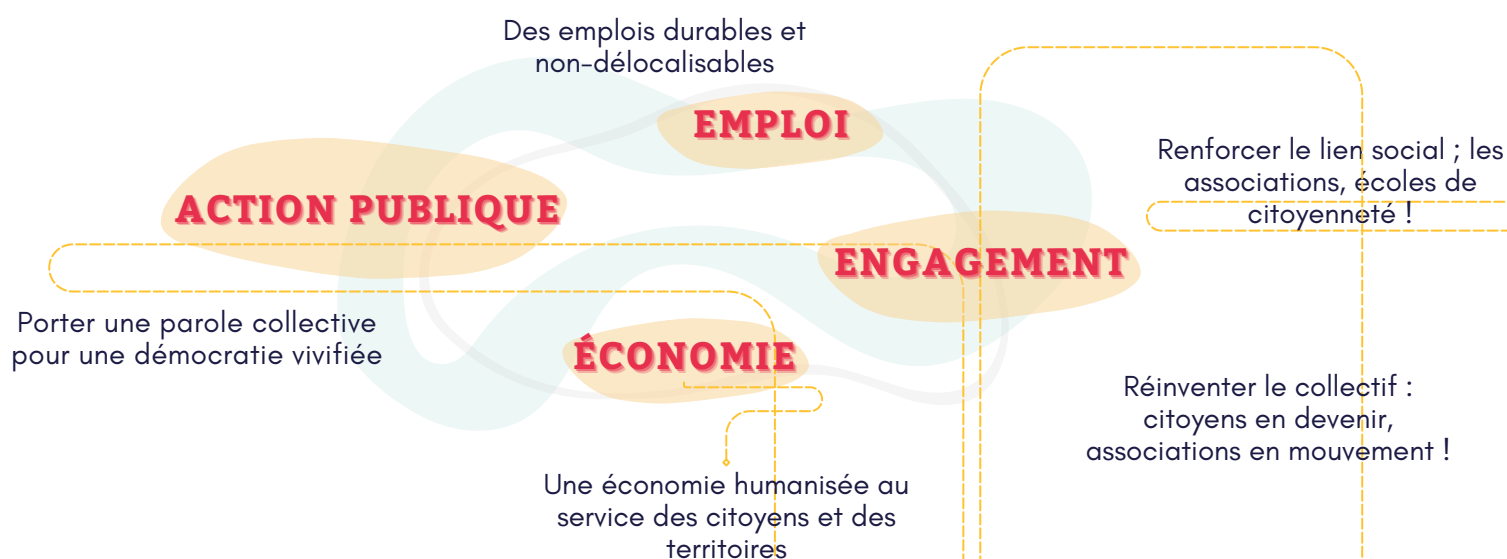 Des emplois durables et
non-délocalisables
EMPLOI
ACTION PUBLIQUE
Renforcer le lien social ; les
associations, écoles de
citoyenneté !
ENGAGEMENT
Porter une parole collective
pour une démocratie vivifiée
ÉCONOMIE
Réinventer le collectif :
citoyens en devenir,
associations en mouvement !
Une économie humanisée au
service des citoyens et des
territoires